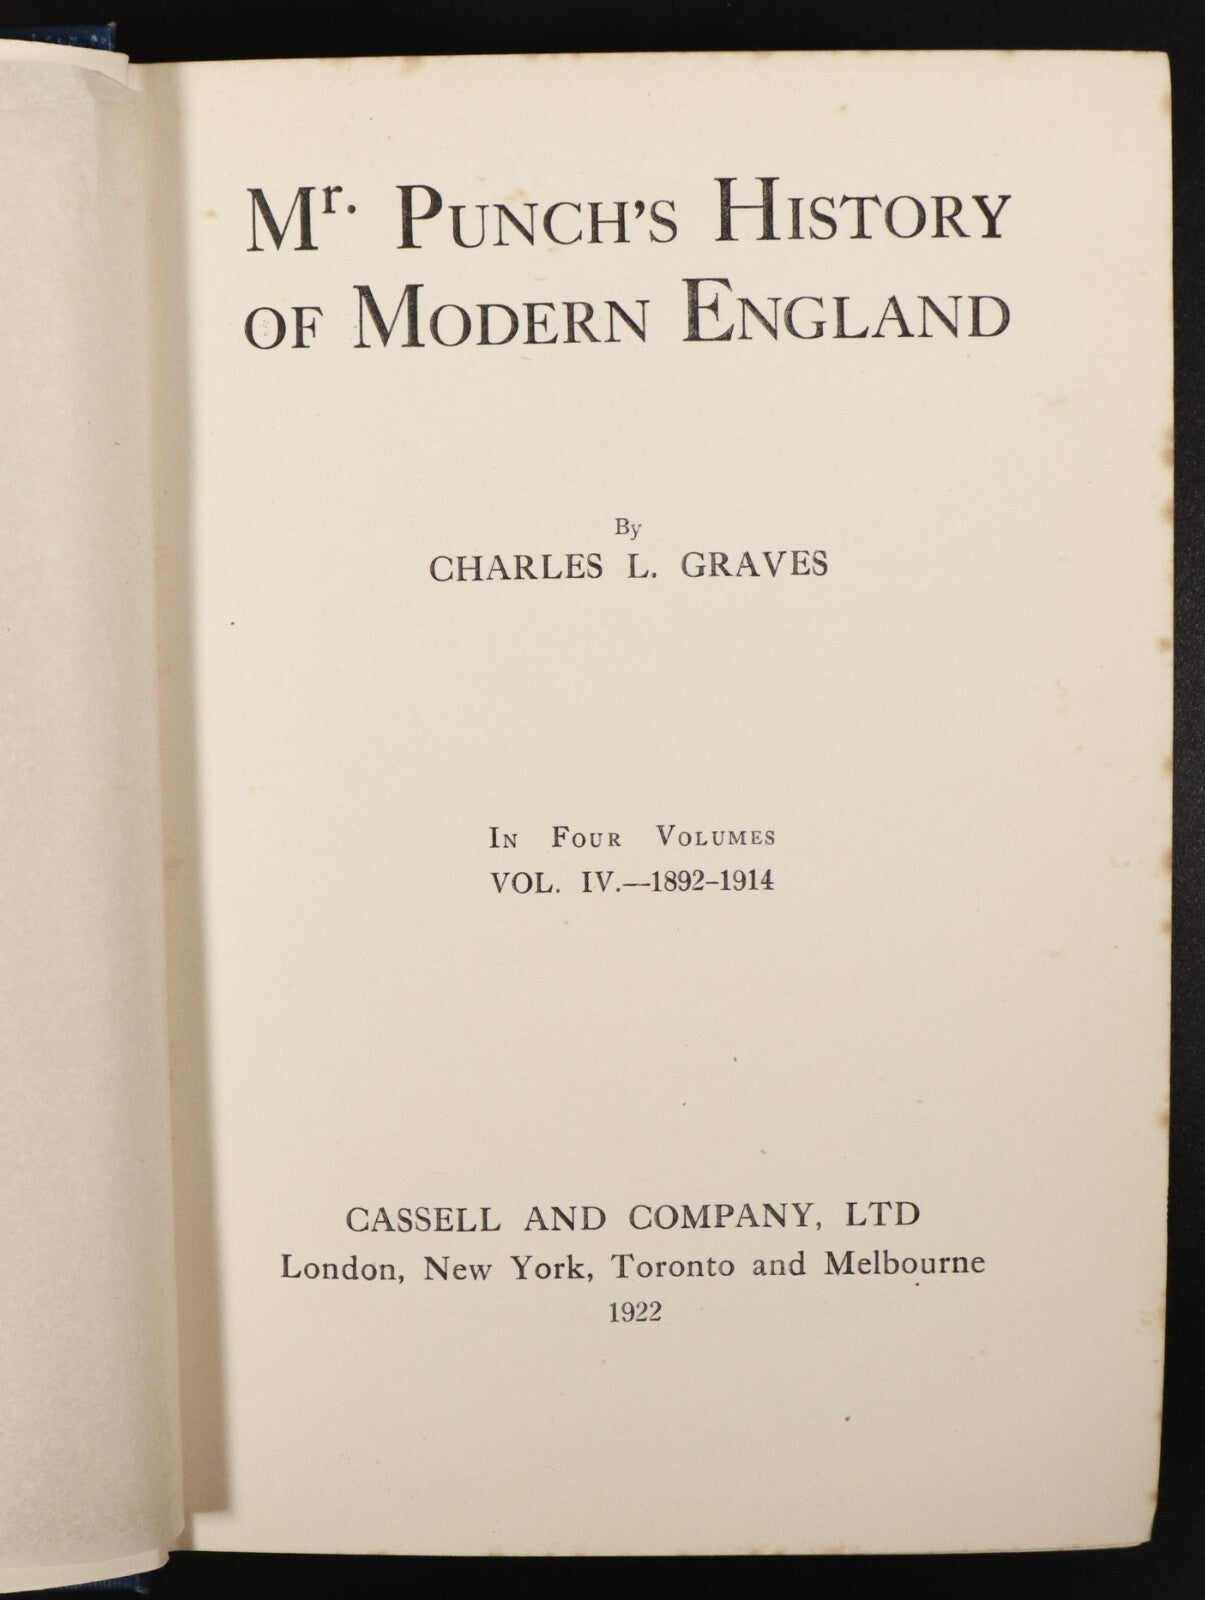 Mr. Punch's History
of Modern England
By
CHARLES L. GRAVES
In Four Volumes
VOL. IV.—1892–1914
CASSELL AND COMPANY, LTD
London, New York, Toronto and Melbourne
1922